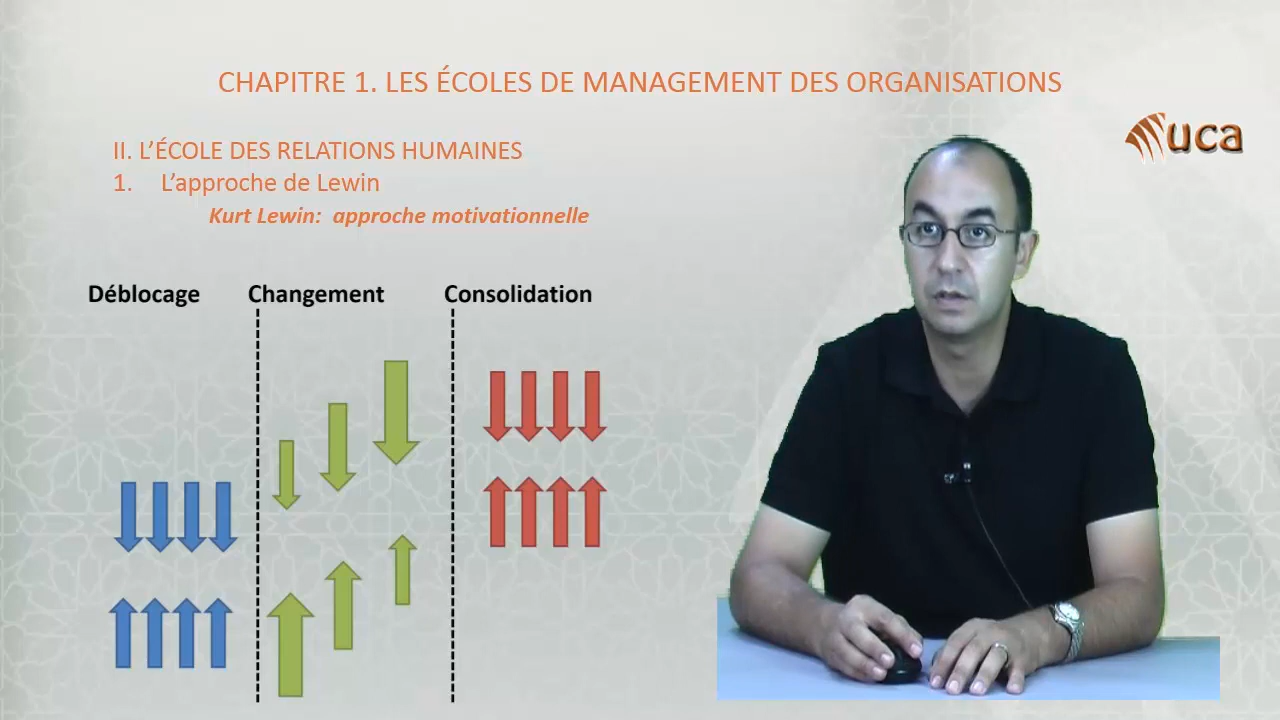 CHAPITRE 1. LES ÉCOLES DE MANAGEMENT DES ORGANISATIONS
uca
II. L’ÉCOLE DES RELATIONS HUMAINES
1. L’approche de Lewin
Kurt Lewin: approche motivationnelle
Déblocage Changement Consolidation